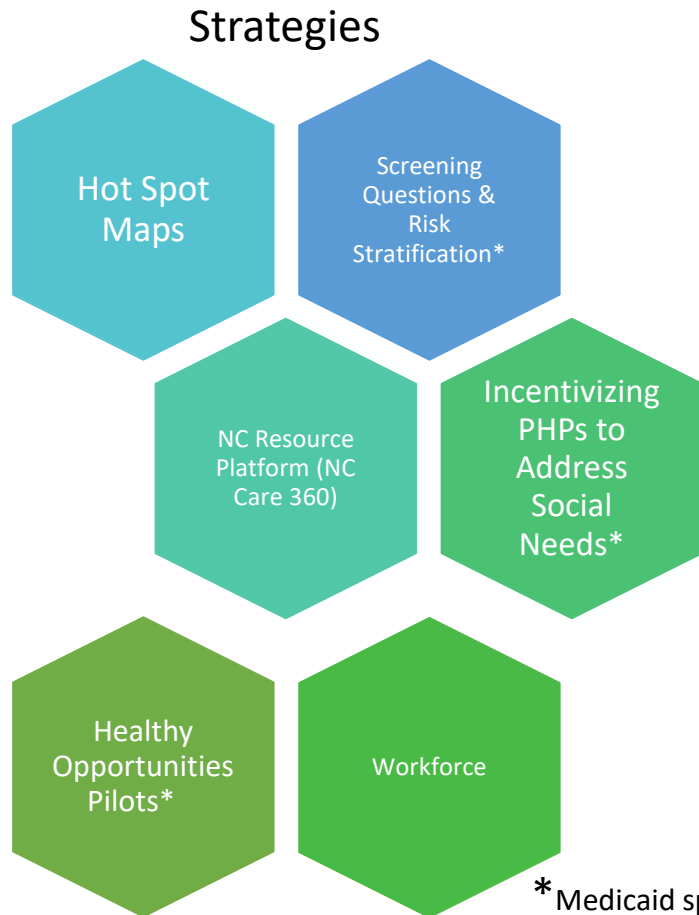 Strategies
Hot Spot
Maps
Screening
Questions &
Risk
Stratification*
NC Resource
Platform (NC
Care 360)
Incentivizing
PHPs to
Address
Social
Needs*
Healthy
Opportunities
Pilots*
Workforce
*Medicaid